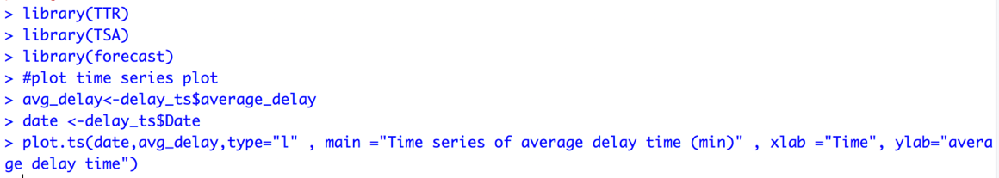 > library(TTR)
> library(TSA)
> library(forecast)
> #plot time series plot
> avg_delay<-delay_ts$average_delay
> date <-delay_ts$Date
> plot.ts(date,avg_delay,type="l" , main ="Time series of average delay time (min)" , xlab ="Time", ylab="avera
ge delay time")